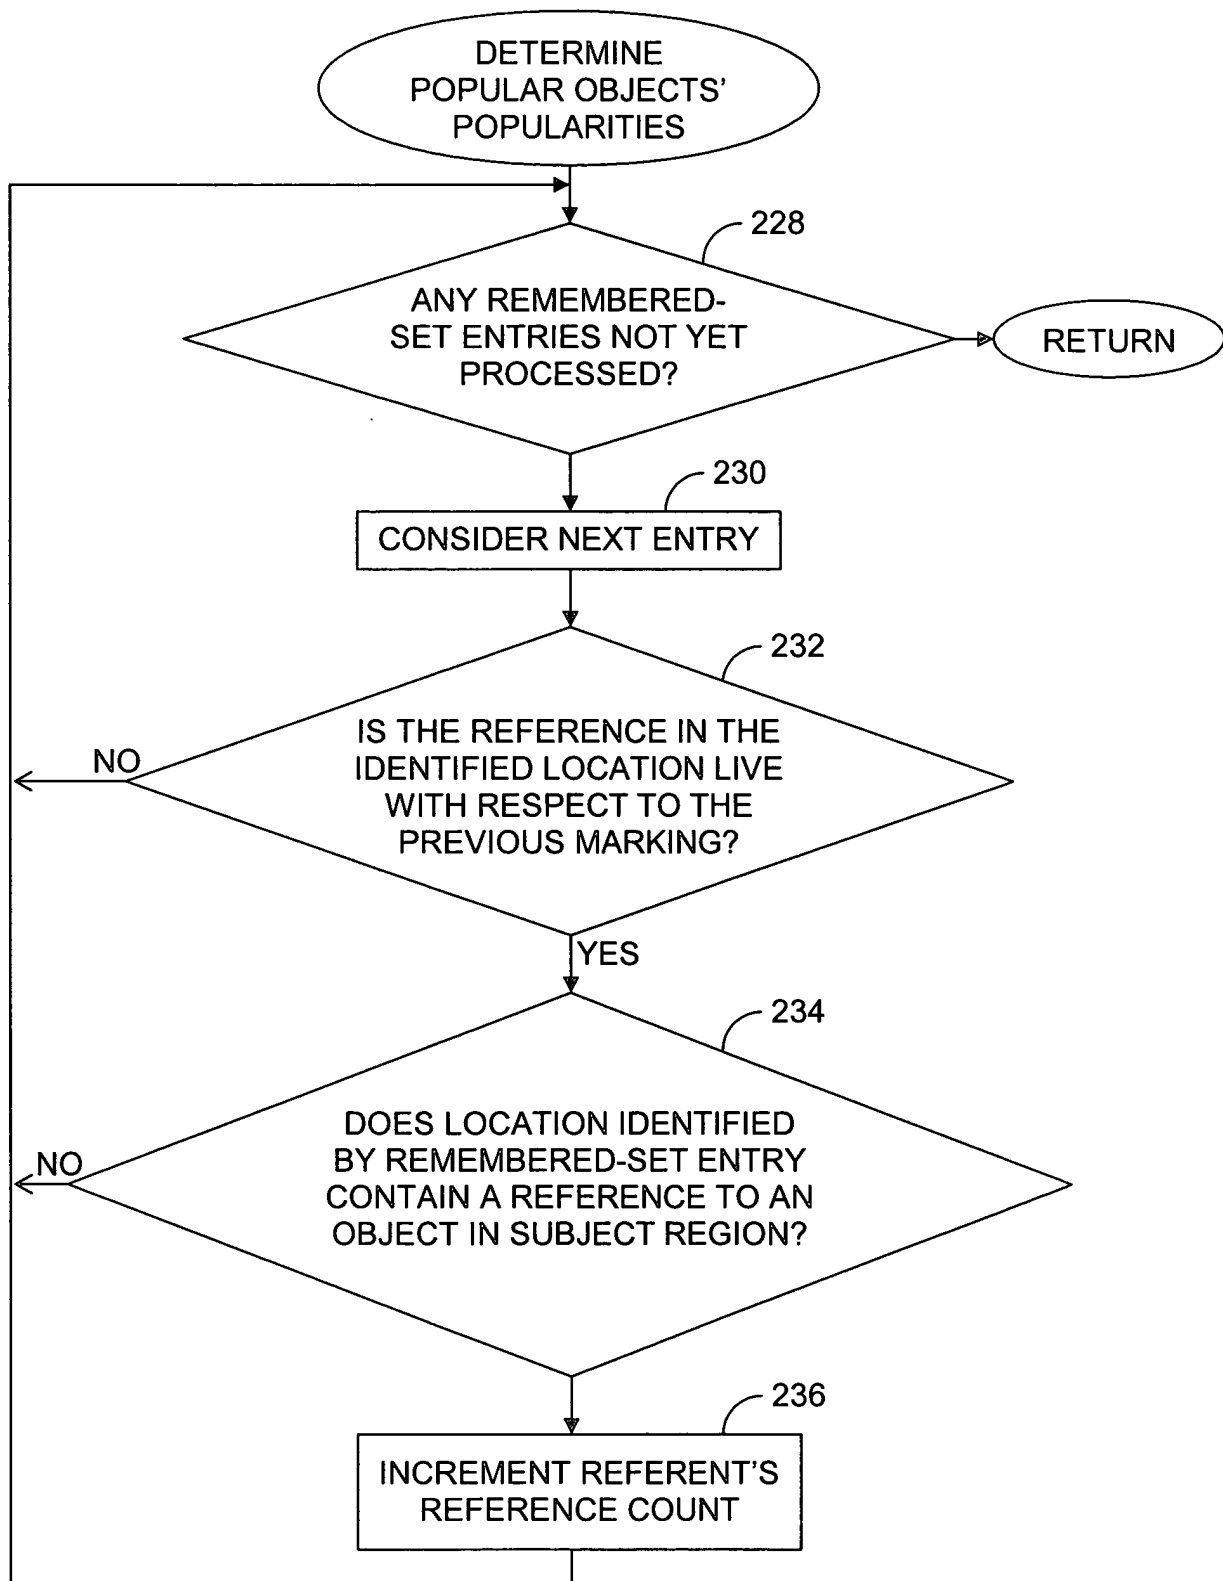 DETERMINE
POPULAR OBJECTS'
POPULARITIES
228
ANY REMEMBERED-
SET ENTRIES NOT YET
PROCESSED?
RETURN
230
CONSIDER NEXT ENTRY
232
IS THE REFERENCE IN THE
IDENTIFIED LOCATION LIVE
WITH RESPECT TO THE
PREVIOUS MARKING?
NO
YES
234
DOES LOCATION IDENTIFIED
BY REMEMBERED-SET ENTRY
CONTAIN A REFERENCE TO AN
OBJECT IN SUBJECT REGION?
NO
236
INCREMENT REFERENT'S
REFERENCE COUNT